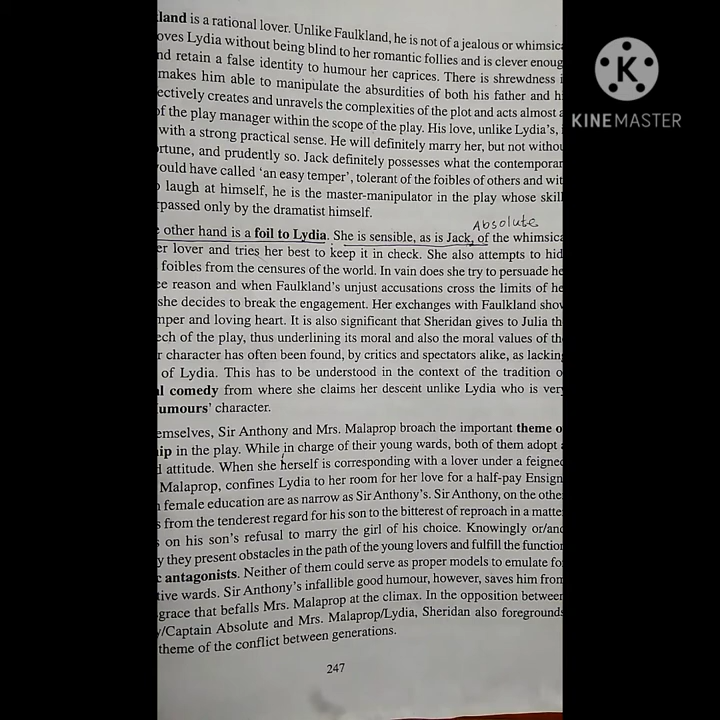 land is a rational lover. Unlike Faulkland, he is not of a jealous or whimsic
oves Lydia without being blind to her romantic follies and is clever enoug
nd retain a false identity to humour her caprices. There is shrewdness i
makes him able to manipulate the absurdities of both his father and hi
ectively creates and unravels the complexities of the plot and acts almost a
of the play manager within the scope of the play. His love, unlike Lydia's, i
with a strong practical sense. He will definitely marry her, but not withou
rtune, and prudently so. Jack definitely possesses what the contemporar
ould have called 'an easy temper', tolerant of the foibles of others and wit
o laugh at himself, he is the master-manipulator in the play whose skill
rpassed only by the dramatist himself.
Absolute
e other hand is a foil to Lydia. She is sensible, as is Jack, of the whimsica
er lover and tries her best to keep it in check. She also attempts to hid
foibles from the censures of the world. In vain does she try to persuade he
ee reason and when Faulkland's unjust accusations cross the limits of he
she decides to break the engagement. Her exchanges with Faulkland show
mper and loving heart. It is also significant that Sheridan gives to Julia th
ech of the play, thus underlining its moral and also the moral values of th
r character has often been found, by critics and spectators alike, as lacking
of Lydia. This has to be understood in the context of the tradition o
l comedy from where she claims her descent unlike Lydia who is very
umours' character.
emselves, Sir Anthony and Mrs. Malaprop broach the important theme o
ip in the play. While in charge of their young wards, both of them adopt a
d attitude. When she herself is corresponding with a lover under a feigned
Malaprop, confines Lydia to her room for her love for a half-pay Ensign
n female education are as narrow as Sir Anthony's. Sir Anthony, on the othe
s from the tenderest regard for his son to the bitterest of reproach in a matte
s on his son's refusal to marry the girl of his choice. Knowingly or/and
y they present obstacles in the path of the young lovers and fulfill the function
c antagonists. Neither of them could serve as proper models to emulate fo
tive wards. Sir Anthony's infallible good humour, however, saves him from
grace that befalls Mrs. Malaprop at the climax. In the opposition between
y/Captain Absolute and Mrs. Malaprop/Lydia, Sheridan also foregrounds
theme of the conflict between generations.
247
K
KINEMASTER